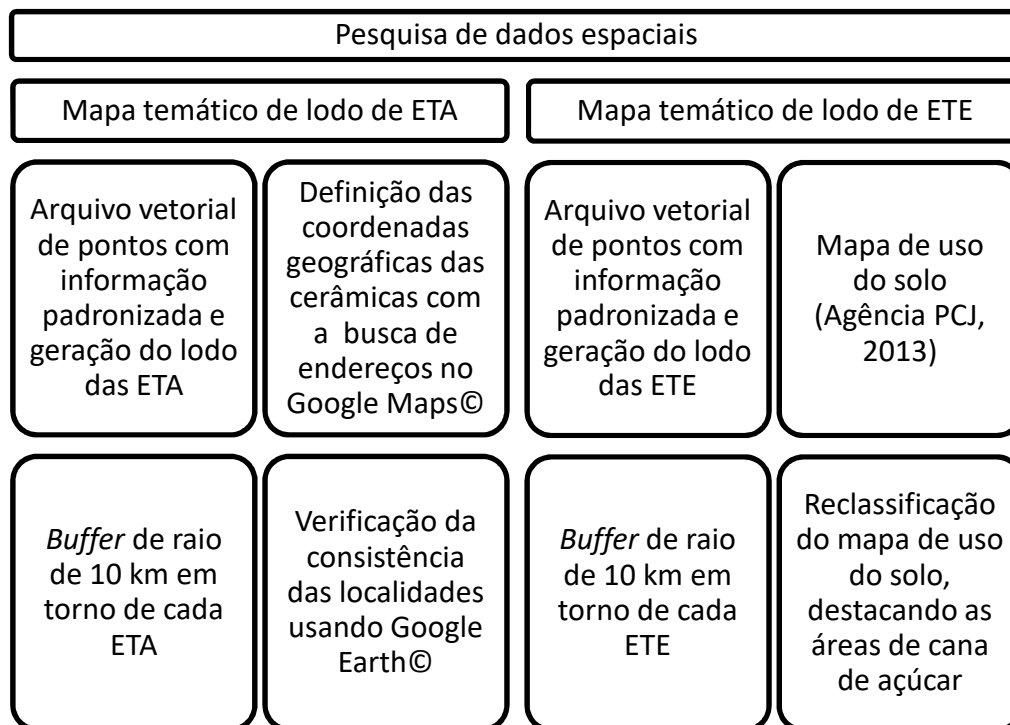 Pesquisa de dados espaciais
Mapa temático de lodo de ETA
Mapa temático de lodo de ETE
Arquivo vetorial
de pontos com
informação
padronizada e
geração do lodo
das ETA
Definição das
coordenadas
geográficas das
cerâmicas com
a busca de
endereços no
Google Maps©
Arquivo vetorial
de pontos com
informação
padronizada e
geração do lodo
das ETE
Mapa de uso
do solo
(Agência PCJ,
2013)
Buffer de raio
de 10 km em
torno de cada
ETA
Verificação da
consistência
das localidades
usando Google
Earth©
Buffer de raio
de 10 km em
torno de cada
ETE
Reclassificação
do mapa de uso
do solo,
destacando as
áreas de cana
de açúcar